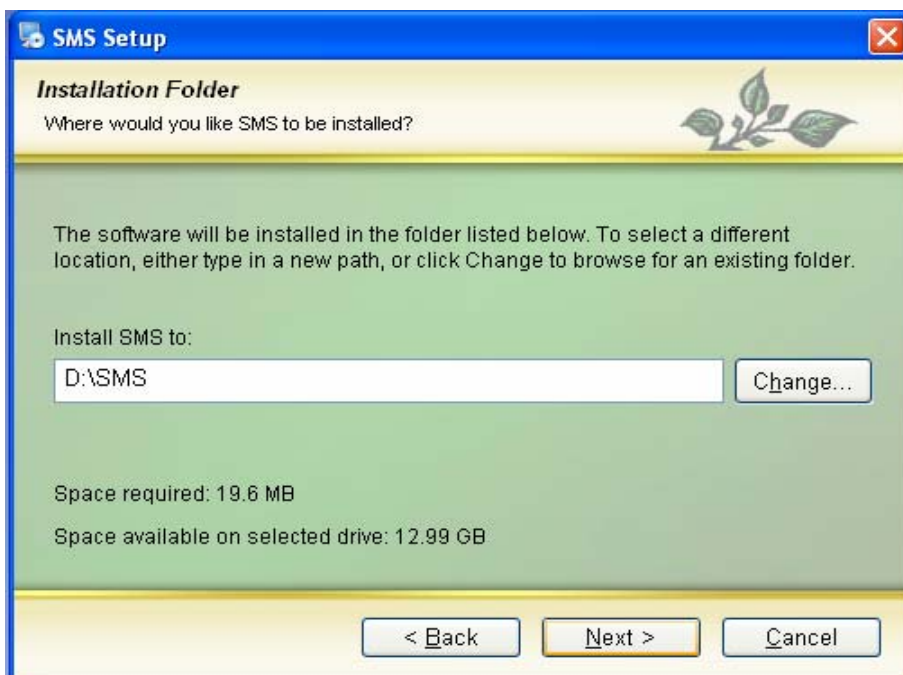 SMS Setup
Installation Folder
Where would you like SMS to be installed?
The software will be installed in the folder listed below. To select a different
location, either type in a new path, or click Change to browse for an existing folder.
Install SMS to:
D:\SMS
Change...
Space required: 19.6 MB
Space available on selected drive: 12.99 GB
< Back
Next >
Cancel